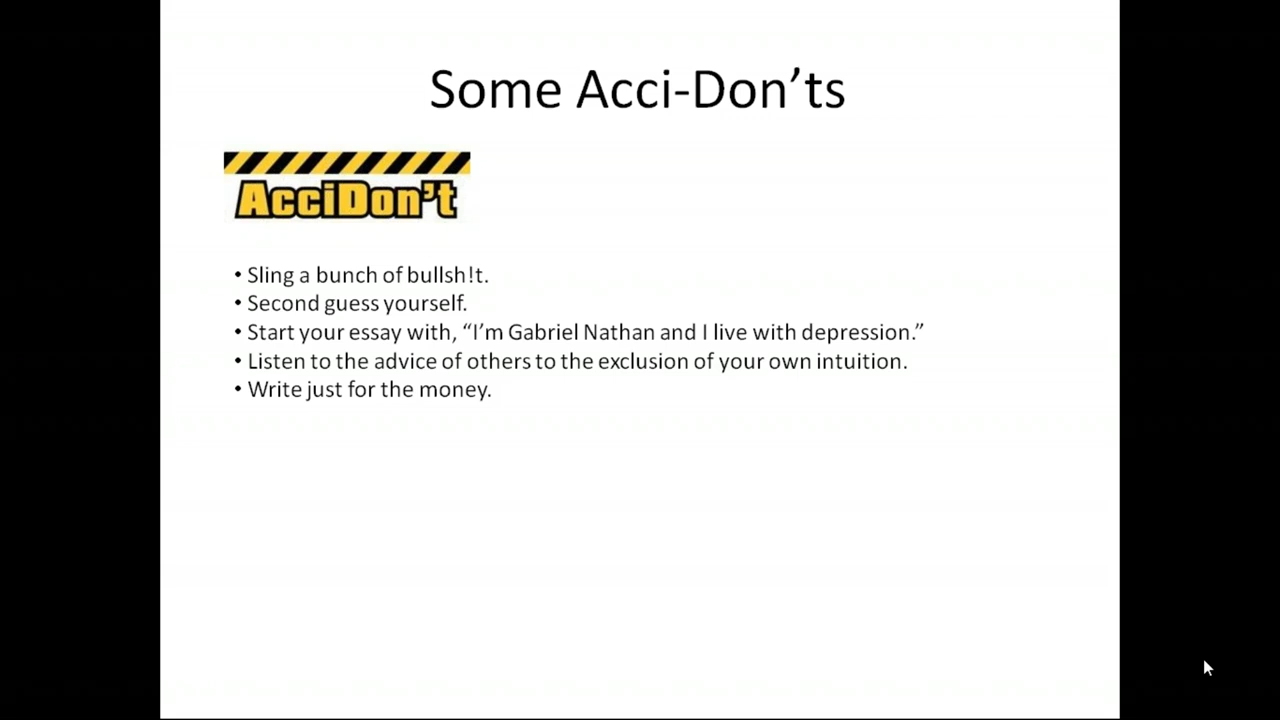 Some Acci-Don’ts
AcciDon’t
• Sling a bunch of bullsh!t.
• Second guess yourself.
• Start your essay with, “I’m Gabriel Nathan and I live with depression.”
• Listen to the advice of others to the exclusion of your own intuition.
• Write just for the money.